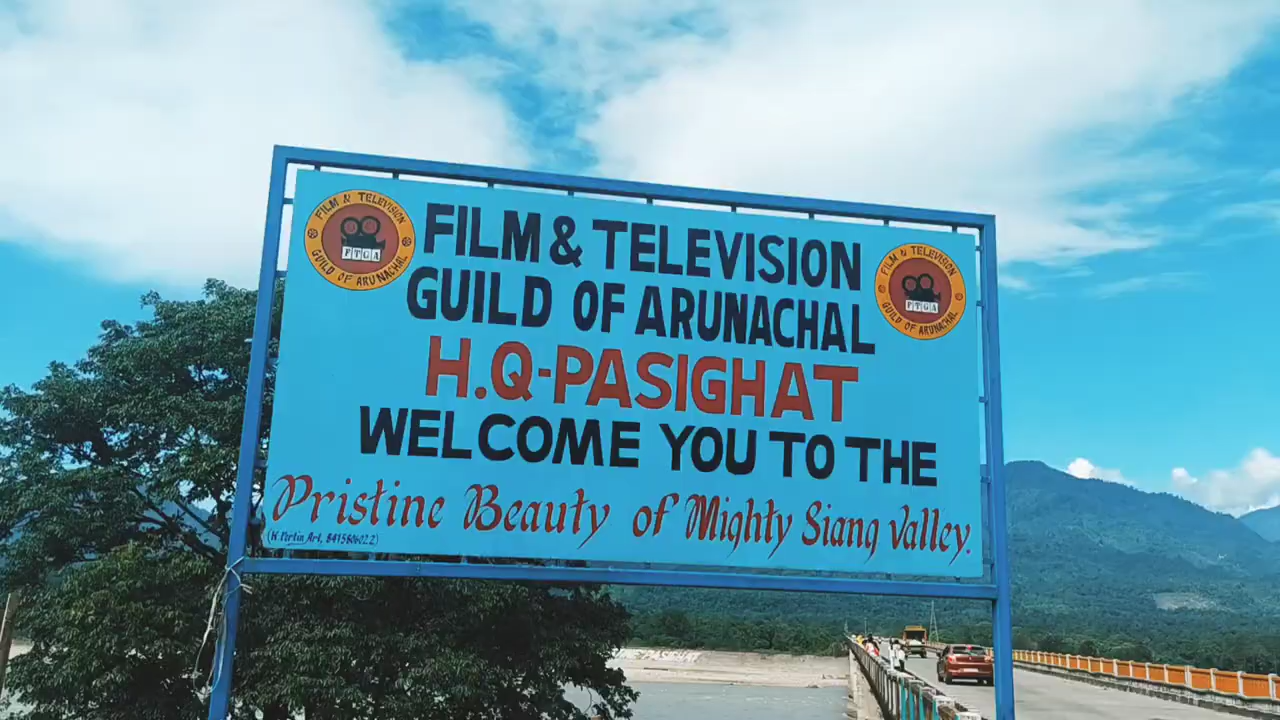 FILM & TELEVISION
GUILD OF ARUNACHAL
H.Q-PASIGHAT
WELCOME YOU TO THE
Pristine Beauty of Mighty Siang Valley.
FILM & TELEVISION
FTGA
GUILD OF ARUNACHAL
FILM & TELEVISION
FTGA
GUILD OF ARUNACHAL
PASIGHAT